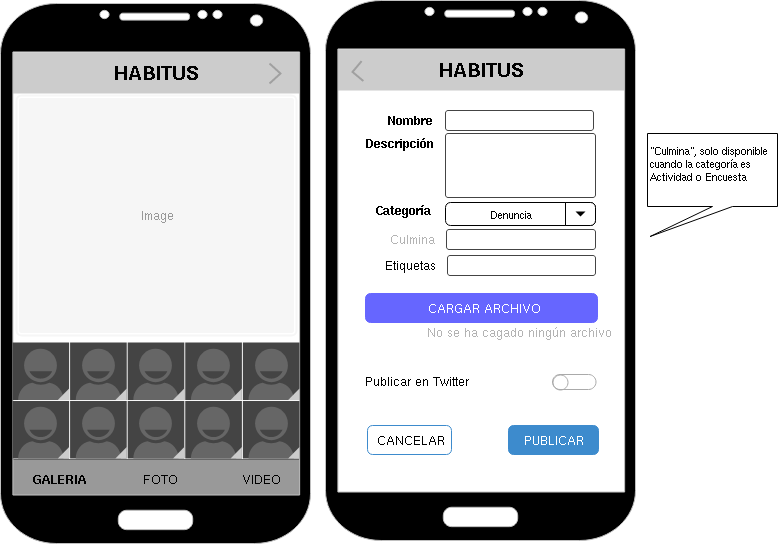 HABITUS
Image
GALERIA
FOTO
VIDEO
HABITUS
Nombre
Descripción
Categoría
Denuncia
Culmina
Etiquetas
CARGAR ARCHIVO
No se ha cagado ningún archivo
Publicar en Twitter
CANCELAR
PUBLICAR
"Culmina", solo disponible
cuando la categoría es
Actividad o Encuesta